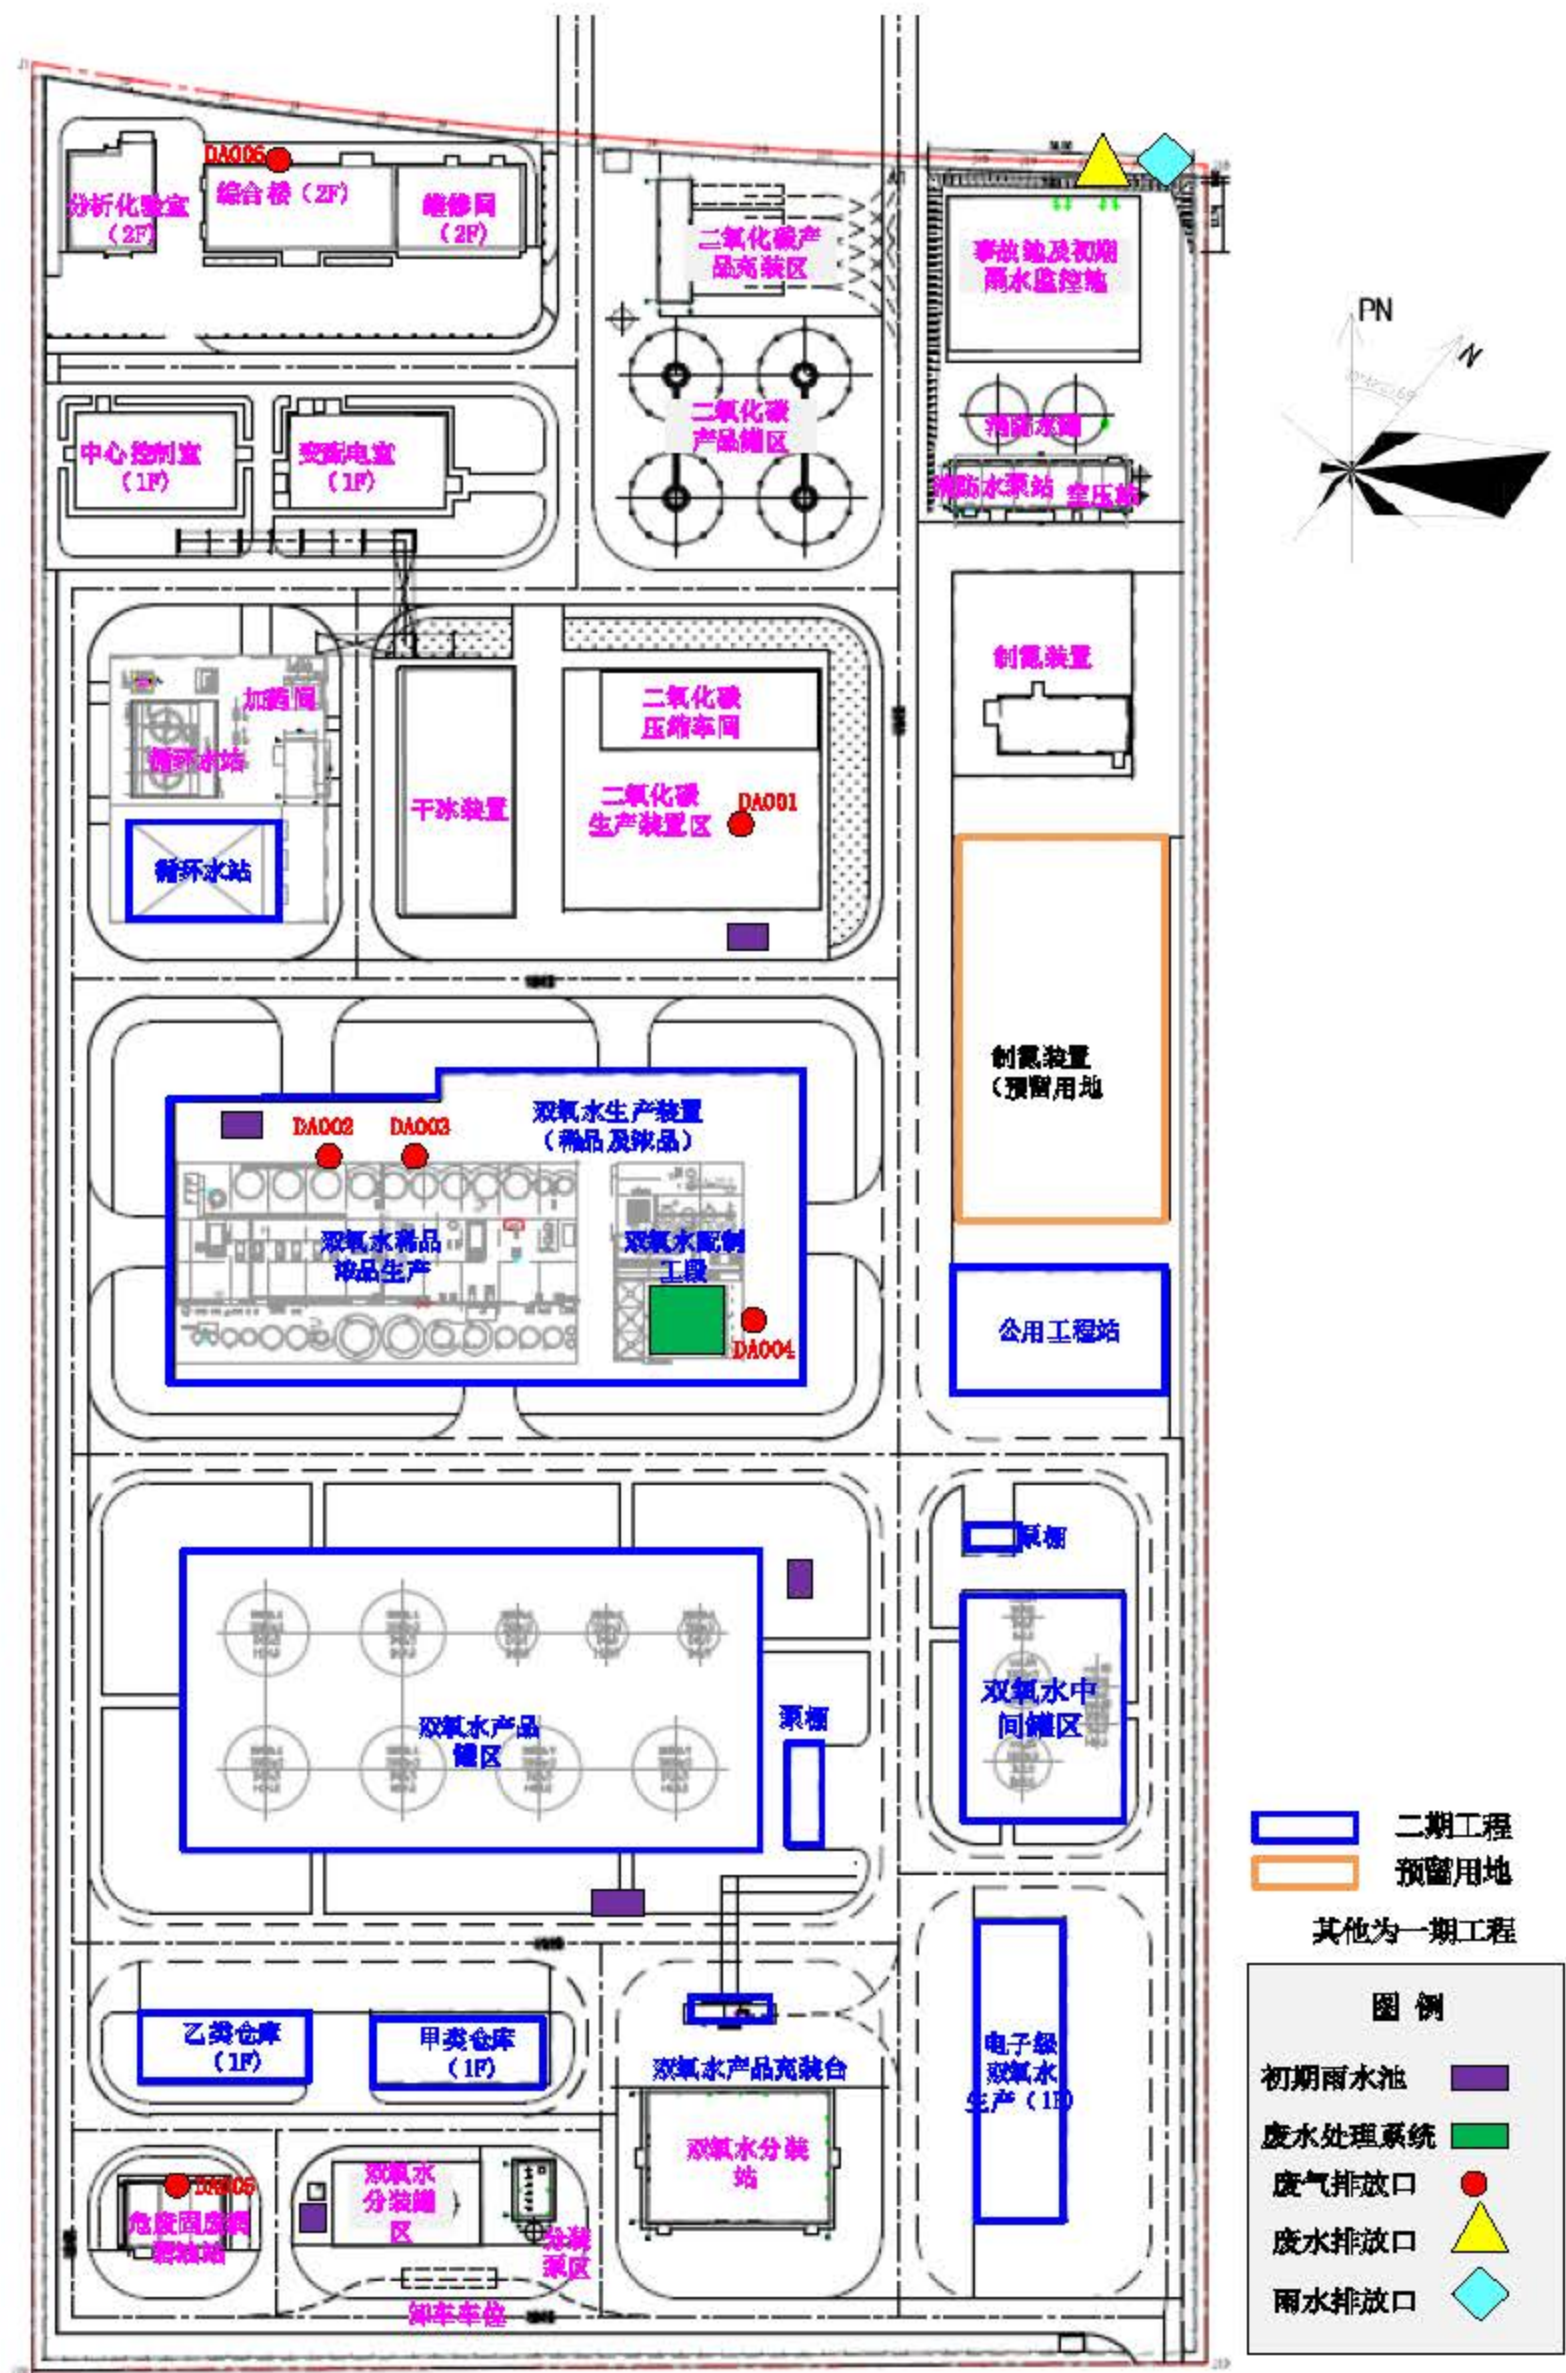 DA006
分析化验室
（2F）
综合楼（2F）
维修间
（2F）
二氧化碳产
品充装区
事故池及初期
雨水监控池
PN
N
中心控制室
（1F）
变配电室
（1F）
二氧化碳
产品罐区
消防水罐
消防水泵站
空压站
加药间
循环水站
循环水站
干冰装置
二氧化碳
压缩车间
二氧化碳
生产装置区
DA001
制氮装置
制氮装置
（预留用地
DA002
DA003
双氧水生产装置
（稀品及浓品）
双氧水稀品
浓品生产
双氧水配制
工段
DA004
公用工程站
泵棚
双氧水产品
罐区
泵棚
双氧水中
间罐区
二期工程
预留用地
其他为一期工程
乙类仓库
（1F）
甲类仓库
（1F）
双氧水产品充装台
电子级
双氧水
生产（1F）
双氧水分装
站
DA005
双氧水
分装罐
区
分装
泵区
卸车车位
图 例
初期雨水池
废水处理系统
废气排放口
废水排放口
雨水排放口